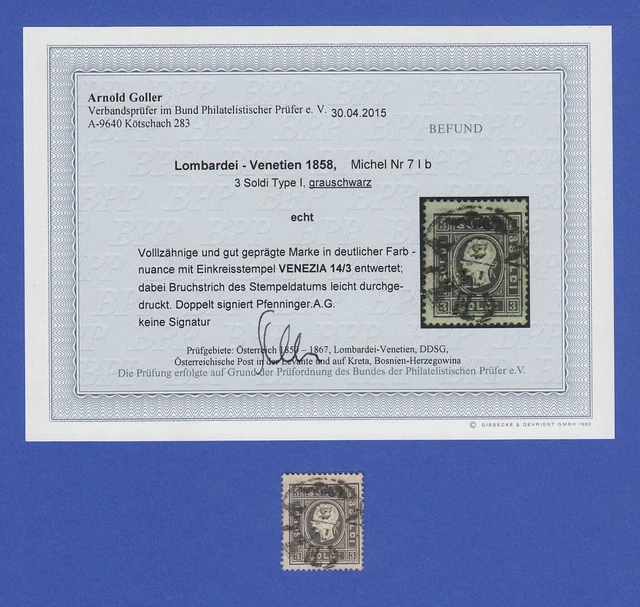 Arnold Goller
Verbandsprüfer im Bund Philatelistischer Prüfer e. V. 30.04.2015
A-9640 Kötschach 283
BEFUND
Lombardei - Venetien 1858, Michel Nr 7 I b
3 Soldi Type I, grauschwarz
echt
Volllzähnige und gut geprägte Marke in deutlicher Farb -
nuance mit Einkreisstempel VENEZIA 14/3 entwertet;
dabei Bruchstrich des Stempeldatums leicht durchge-
druckt. Doppelt signiert Pfenninger.A.G.
keine Signatur
Prüfgebiete: Österreich 1850 – 1867, Lombardei-Venetien, DDSG,
Österreichische Post in der Levante und auf Kreta, Bosnien-Herzegowina
Die Prüfung erfolgte auf Grund der Prüfordnung des Bundes der Philatelistischen Prüfer e.V.
© GIESECKE & DEVRIENT GMBH 1992